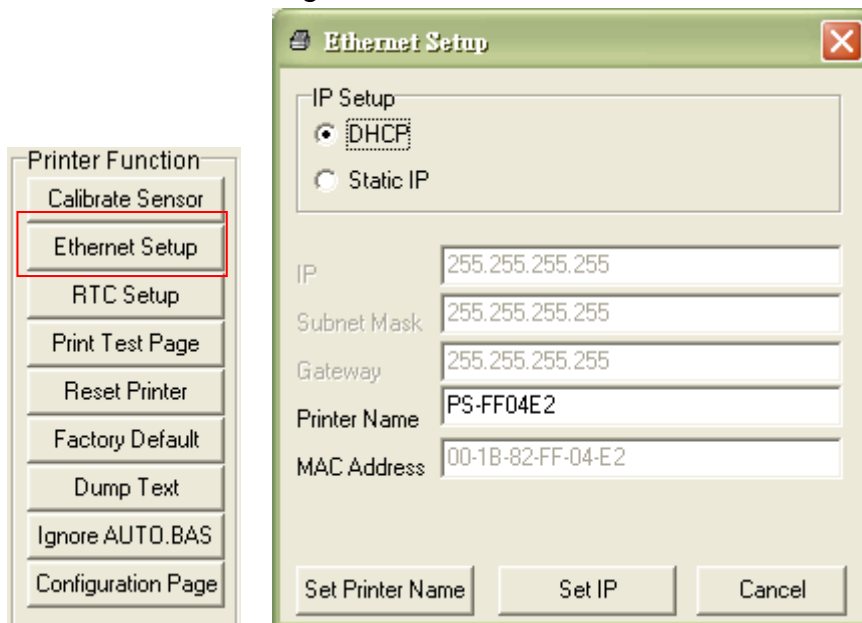 Printer Function
Calibrate Sensor
Ethernet Setup
RTC Setup
Print Test Page
Reset Printer
Factory Default
Dump Text
Ignore AUTO.BAS
Configuration Page
Ethernet Setup
IP Setup
DHCP
Static IP
IP 255.255.255.255
Subnet Mask 255.255.255.255
Gateway 255.255.255.255
Printer Name PS-FF04E2
MAC Address 00-1B-82-FF-04-E2
Set Printer Name Set IP Cancel